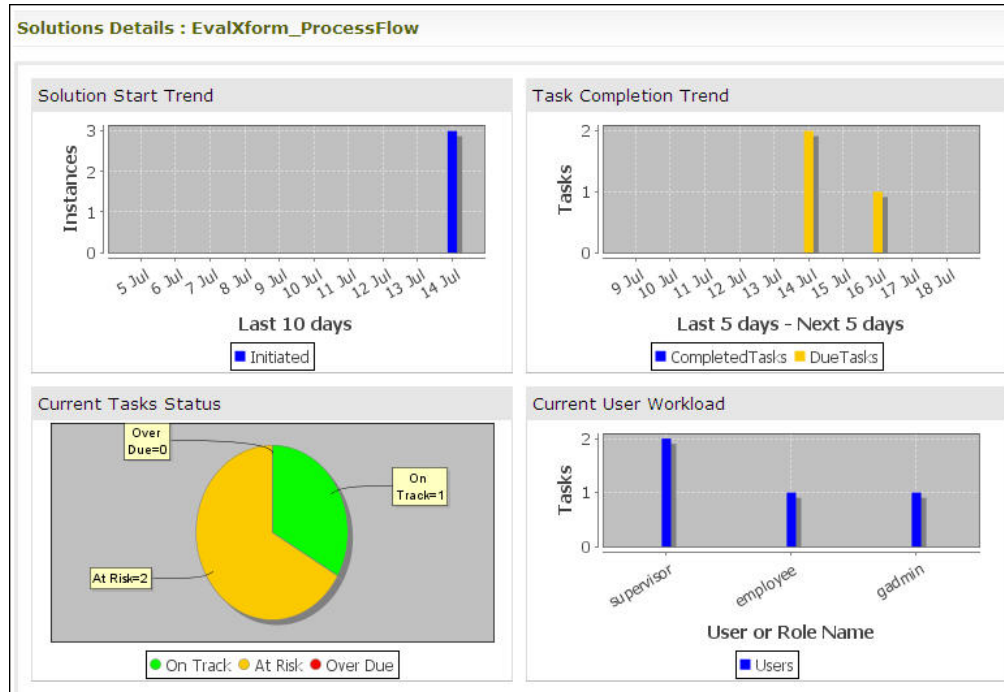 Solutions Details : EvalXform_ProcessFlow
Solution Start Trend
3
2
1
0
Instances
5 Jul 6 Jul 7 Jul 8 Jul 9 Jul 10 Jul 11 Jul 12 Jul 13 Jul 14 Jul
Last 10 days
Initiated
Task Completion Trend
2
1
0
Tasks
9 Jul 10 Jul 11 Jul 12 Jul 13 Jul 14 Jul 15 Jul 16 Jul 17 Jul 18 Jul
Last 5 days - Next 5 days
CompletedTasks DueTasks
Current Tasks Status
Over
Due=0
On
Track=1
At Risk=2
On Track At Risk Over Due
Current User Workload
2
1
0
Tasks
supervisor employee gadmin
User or Role Name
Users